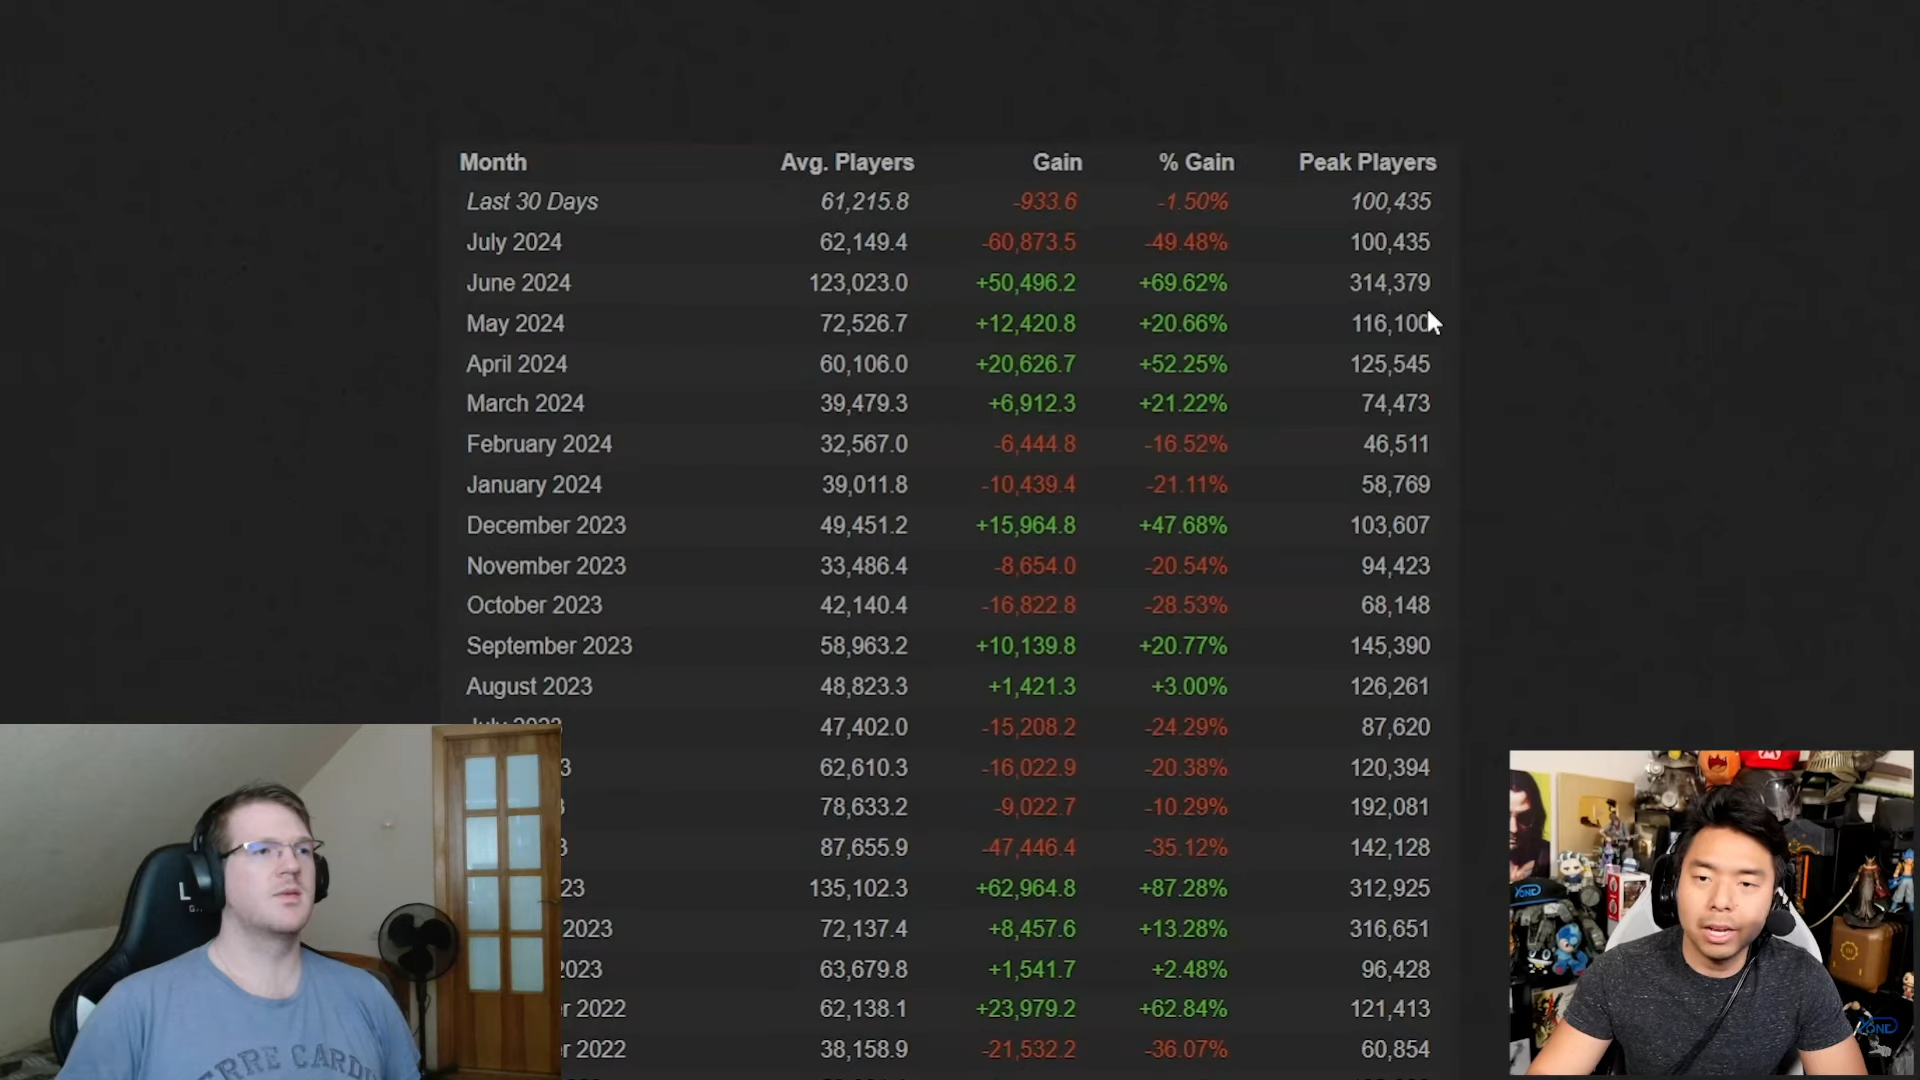 Month Avg. Players Gain % Gain Peak Players
Last 30 Days 61,215.8 -933.6 -1.50% 100,435
July 2024 62,149.4 -60,873.5 -49.48% 100,435
June 2024 123,023.0 +50,496.2 +69.62% 314,379
May 2024 72,526.7 +12,420.8 +20.66% 116,100
April 2024 60,106.0 +20,626.7 +52.25% 125,545
March 2024 39,479.3 +6,912.3 +21.22% 74,473
February 2024 32,567.0 -6,444.8 -16.52% 46,511
January 2024 39,011.8 -10,439.4 -21.11% 58,769
December 2023 49,451.2 +15,964.8 +47.68% 103,607
November 2023 33,486.4 -8,654.0 -20.54% 94,423
October 2023 42,140.4 -16,822.8 -28.53% 68,148
September 2023 58,963.2 +10,139.8 +20.77% 145,390
August 2023 48,823.3 +1,421.3 +3.00% 126,261
July 2023 47,402.0 -15,208.2 -24.29% 87,620
3 62,610.3 -16,022.9 -20.38% 120,394
78,633.2 -9,022.7 -10.29% 192,081
3 87,655.9 -47,446.4 -35.12% 142,128
23 135,102.3 +62,964.8 +87.28% 312,925
2023 72,137.4 +8,457.6 +13.28% 316,651
2023 63,679.8 +1,541.7 +2.48% 96,428
r 2022 62,138.1 +23,979.2 +62.84% 121,413
r 2022 38,158.9 -21,532.2 -36.07% 60,854
ERRE CARD
YONG